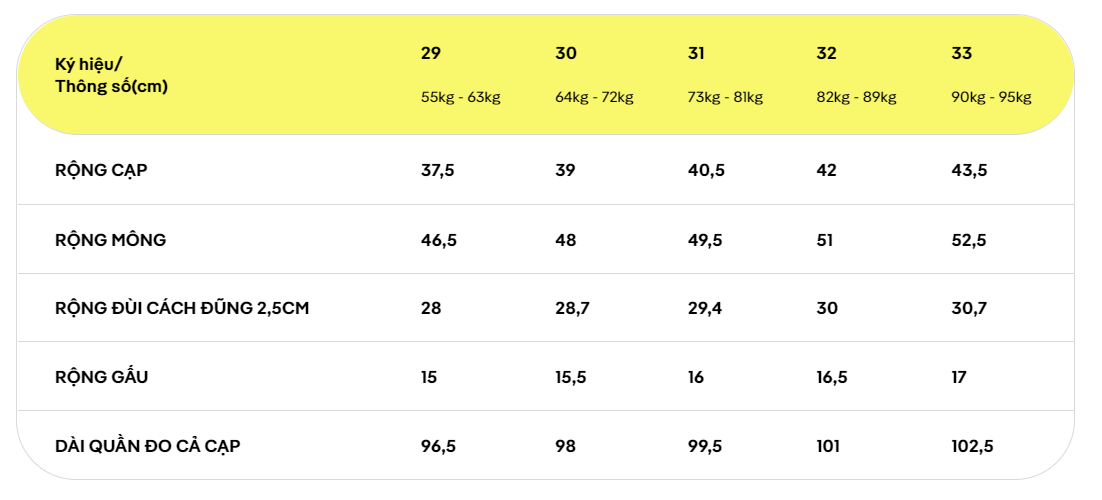 Ký hiệu/
Thông số(cm)
29 30 31 32 33
55kg - 63kg 64kg - 72kg 73kg - 81kg 82kg - 89kg 90kg - 95kg
RỘNG CẠP 37,5 39 40,5 42 43,5
RỘNG MÔNG 46,5 48 49,5 51 52,5
RỘNG ĐÙI CÁCH ĐŨNG 2,5CM 28 28,7 29,4 30 30,7
RỘNG GẤU 15 15,5 16 16,5 17
DÀI QUẦN ĐO CẢ CẠP 96,5 98 99,5 101 102,5